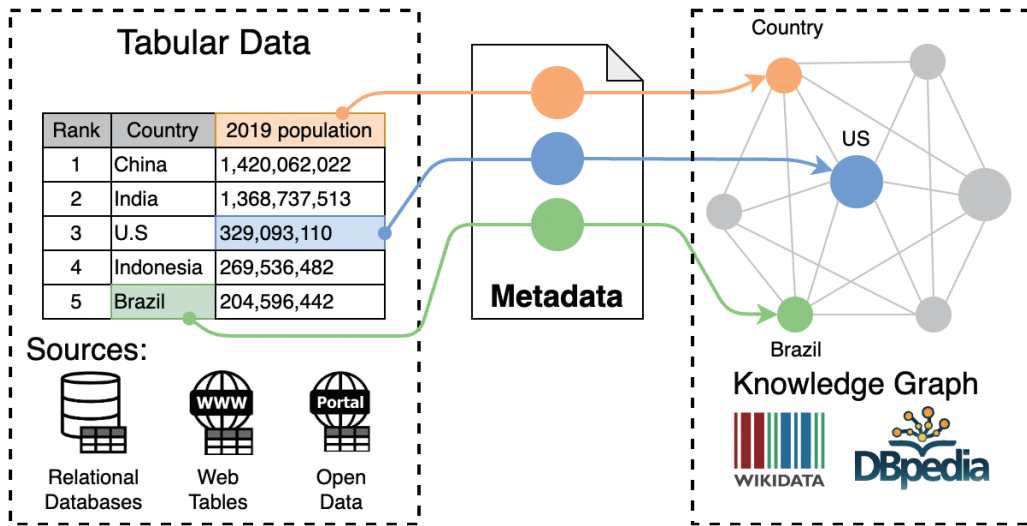 Tabular Data
Rank Country 2019 population
1 China 1,420,062,022
2 India 1,368,737,513
3 U.S 329,093,110
4 Indonesia 269,536,482
5 Brazil 204,596,442
Sources:
WWW
Portal
Relational Databases
Web Tables
Open Data
Metadata
Country
US
Brazil
Knowledge Graph
WIKIDATA
DBpedia